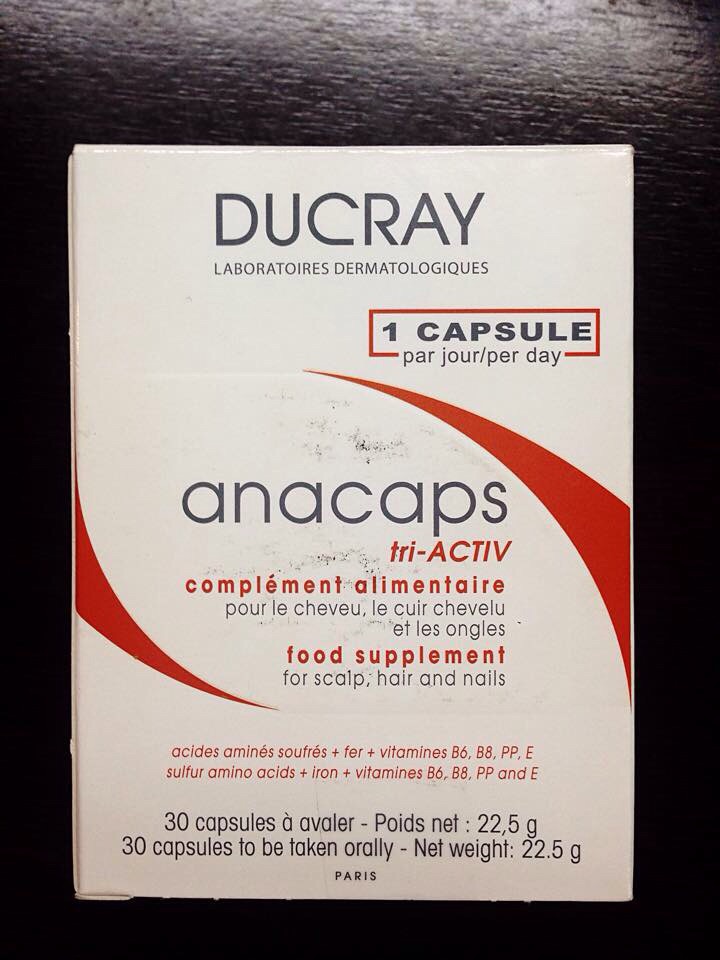 DUCRAY
LABORATOIRES DERMATOLOGIQUES
1 CAPSULE
par jour/per day
anacaps
tri-ACTIV
complément alimentaire
pour le cheveu, le cuir chevelu
et les ongles
food supplement
for scalp, hair and nails
acides aminés soufrés + fer + vitamines B6, B8, PP, E
sulfur amino acids + iron + vitamines B6, B8, PP and E
30 capsules à avaler - Poids net : 22,5 g
30 capsules to be taken orally - Net weight: 22.5 g
PARIS